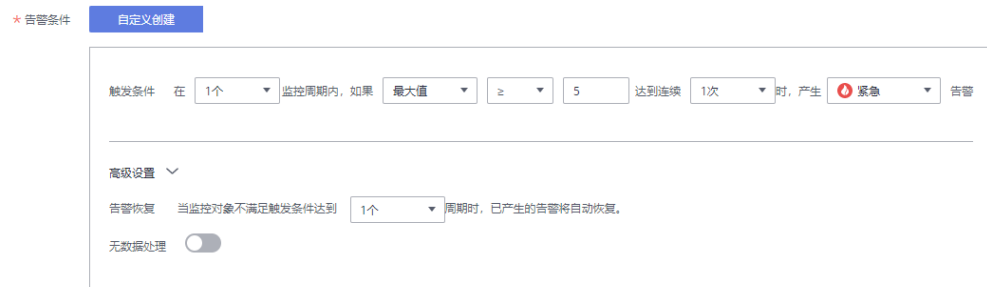 * 告警条件 自定义创建
触发条件 在 1个 监控周期内，如果 最大值 ≥ 5 达到连续 1次 时，产生 紧急 告警
高级设置
告警恢复 当监控对象不满足触发条件达到 1个 周期时，已产生的告警将自动恢复。
无数据处理